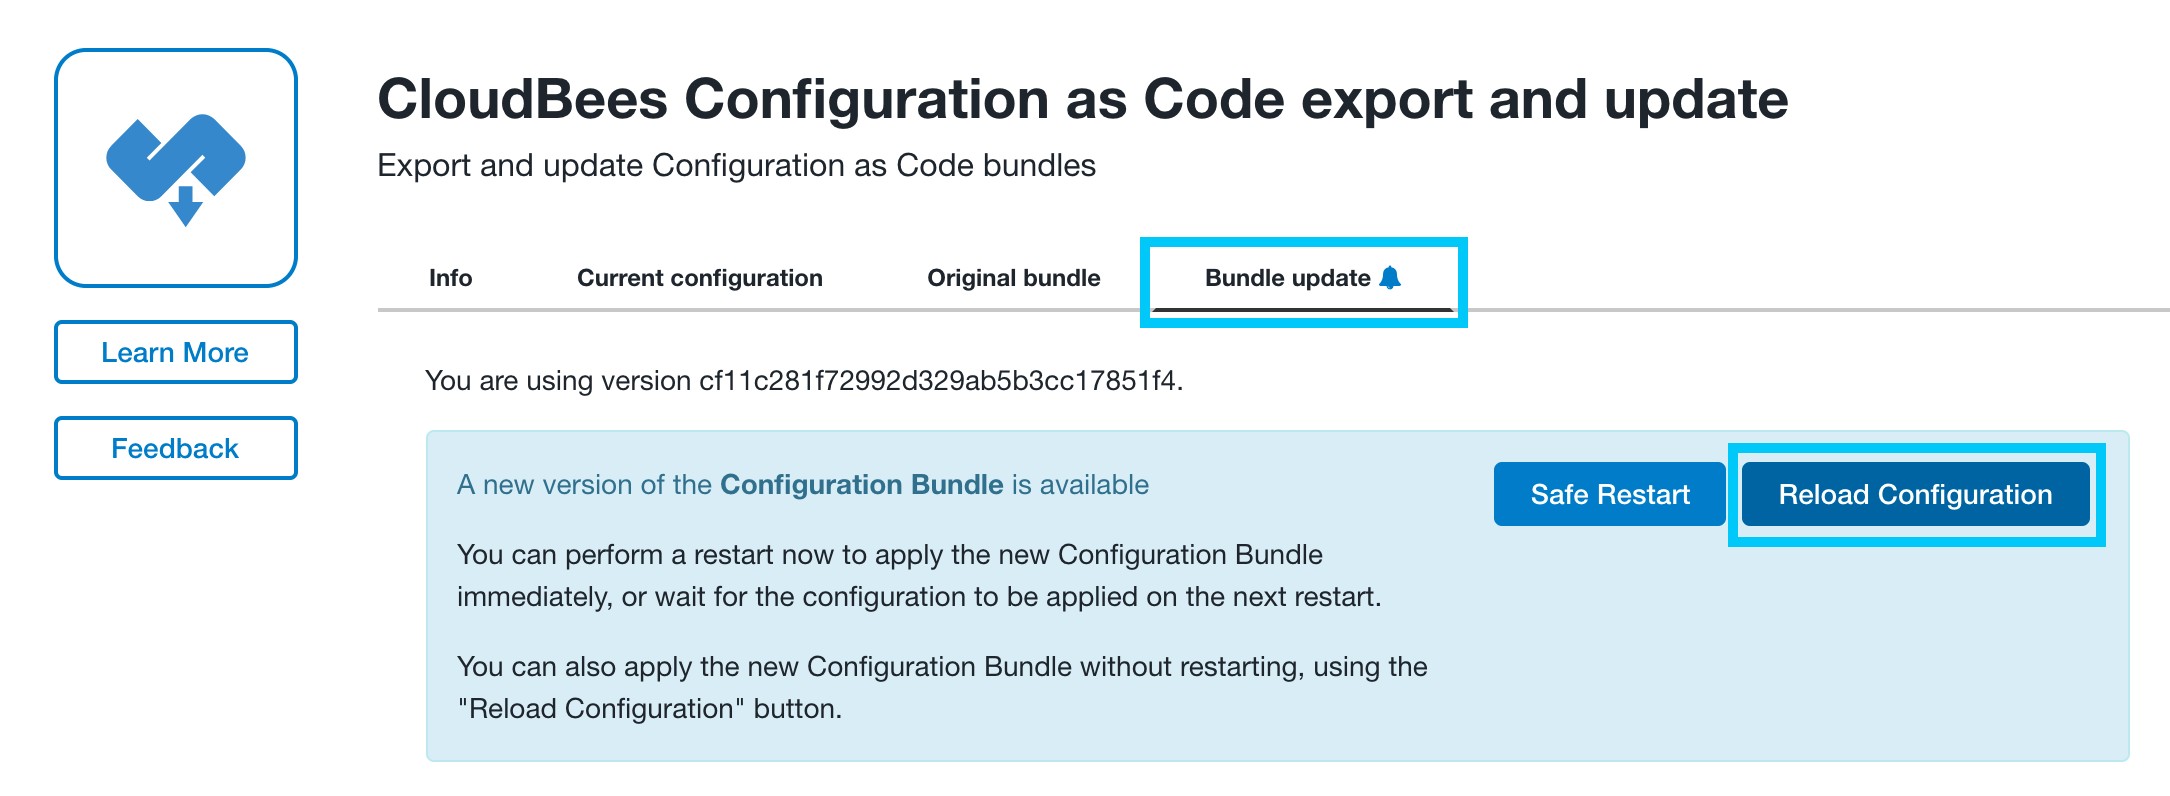 CloudBees Configuration as Code export and update
Export and update Configuration as Code bundles
Info
Current configuration
Original bundle
Bundle update
Learn More
Feedback
You are using version cf11c281f72992d329ab5b3cc17851f4.
A new version of the Configuration Bundle is available
Safe Restart
Reload Configuration
You can perform a restart now to apply the new Configuration Bundle
immediately, or wait for the configuration to be applied on the next restart.
You can also apply the new Configuration Bundle without restarting, using the
"Reload Configuration" button.